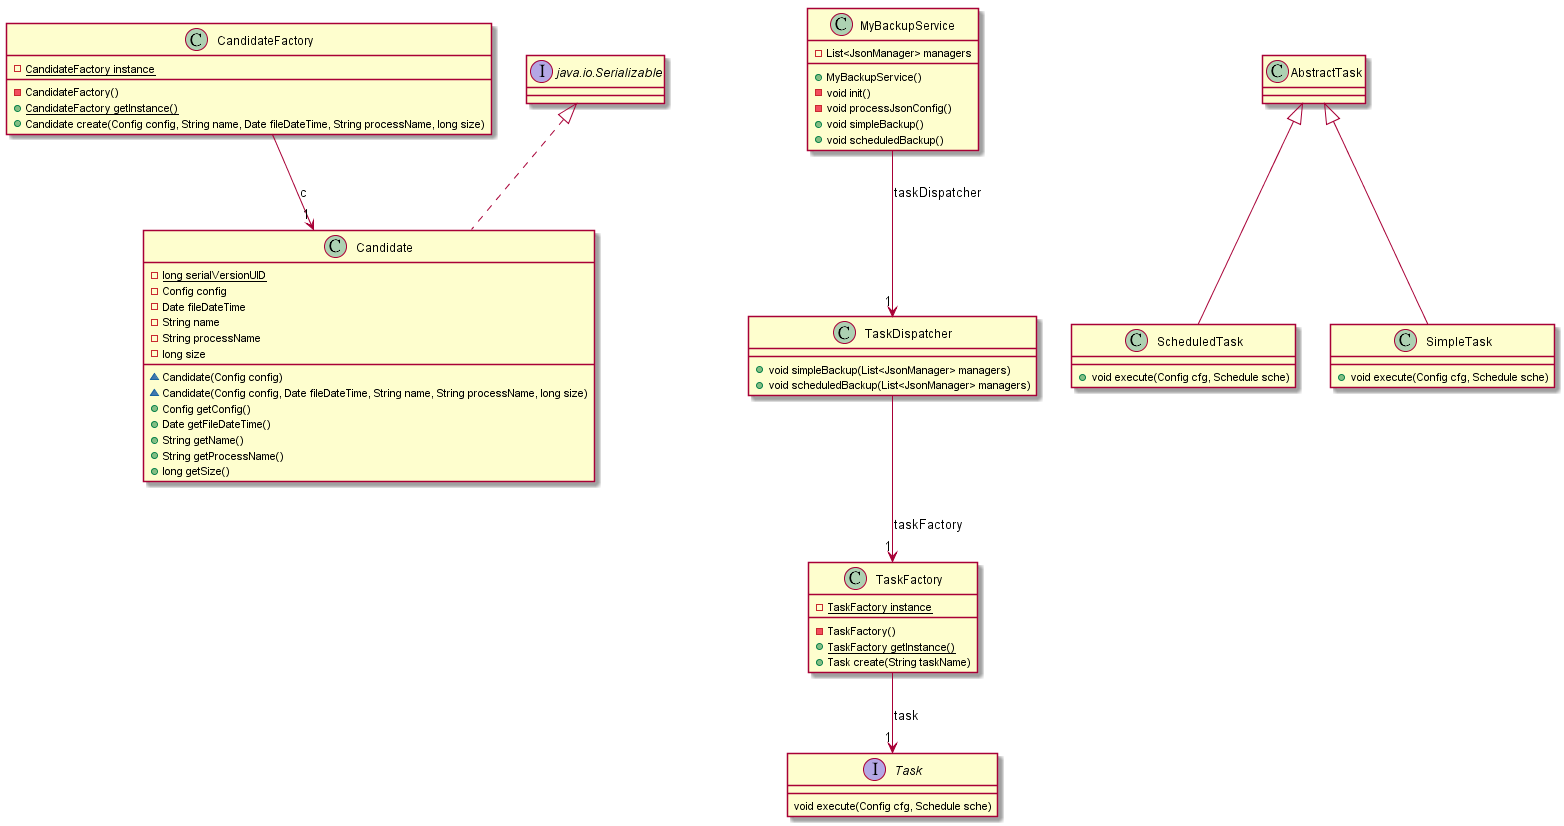 C CandidateFactory
CandidateFactory instance
CandidateFactory()
CandidateFactory getInstance()
Candidate create(Config config, String name, Date fileDateTime, String processName, long size)
I java.io.Serializable
c
1
C Candidate
long serialVersionUID
Config config
Date fileDateTime
String name
String processName
long size
Candidate(Config config)
Candidate(Config config, Date fileDateTime, String name, String processName, long size)
Config getConfig()
Date getFileDateTime()
String getName()
String getProcessName()
long getSize()
C MyBackupService
List<JsonManager> managers
MyBackupService()
void init()
void processJsonConfig()
void simpleBackup()
void scheduledBackup()
taskDispatcher
1
C TaskDispatcher
void simpleBackup(List<JsonManager> managers)
void scheduledBackup(List<JsonManager> managers)
taskFactory
1
C TaskFactory
TaskFactory instance
TaskFactory()
TaskFactory getInstance()
Task create(String taskName)
task
1
I Task
void execute(Config cfg, Schedule sche)
C AbstractTask
C ScheduledTask
void execute(Config cfg, Schedule sche)
C SimpleTask
void execute(Config cfg, Schedule sche)